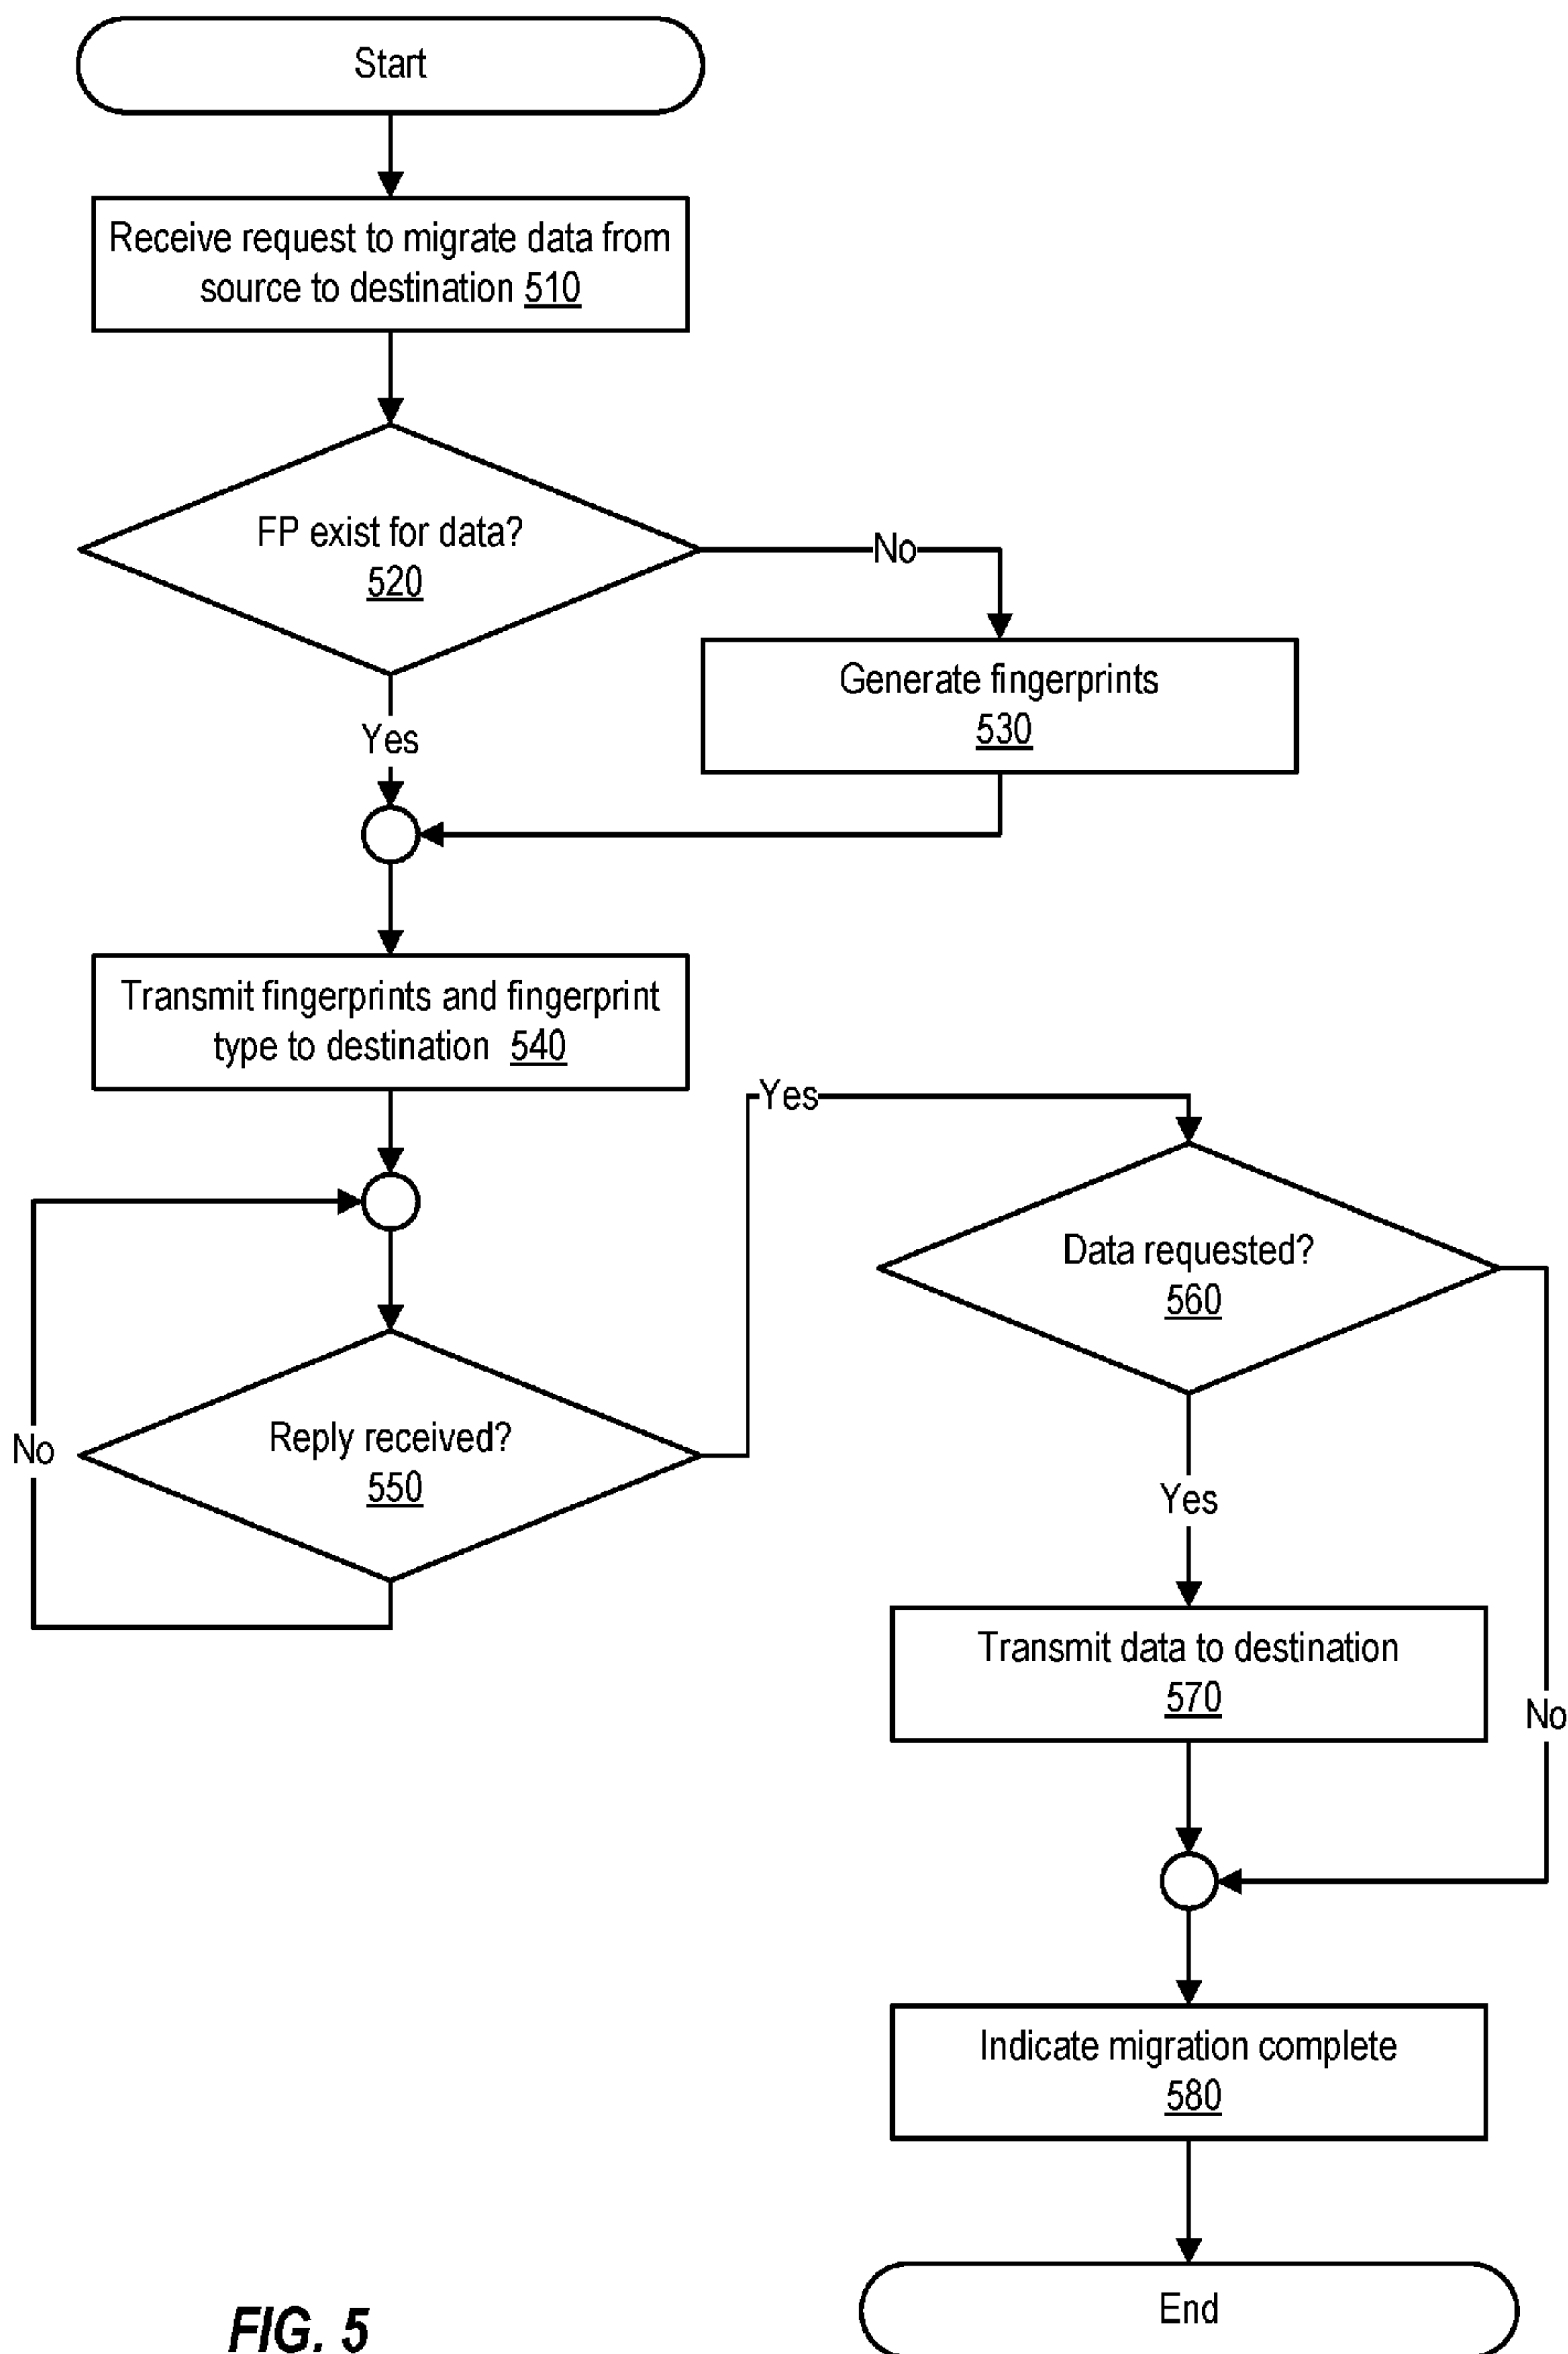 Start
Receive request to migrate data from
source to destination 510
FP exist for data?
520
No
Generate fingerprints
530
Yes
Transmit fingerprints and fingerprint
type to destination 540
Yes
Data requested?
560
Reply received?
550
No
Yes
Transmit data to destination
570
No
Indicate migration complete
580
End
FIG. 5